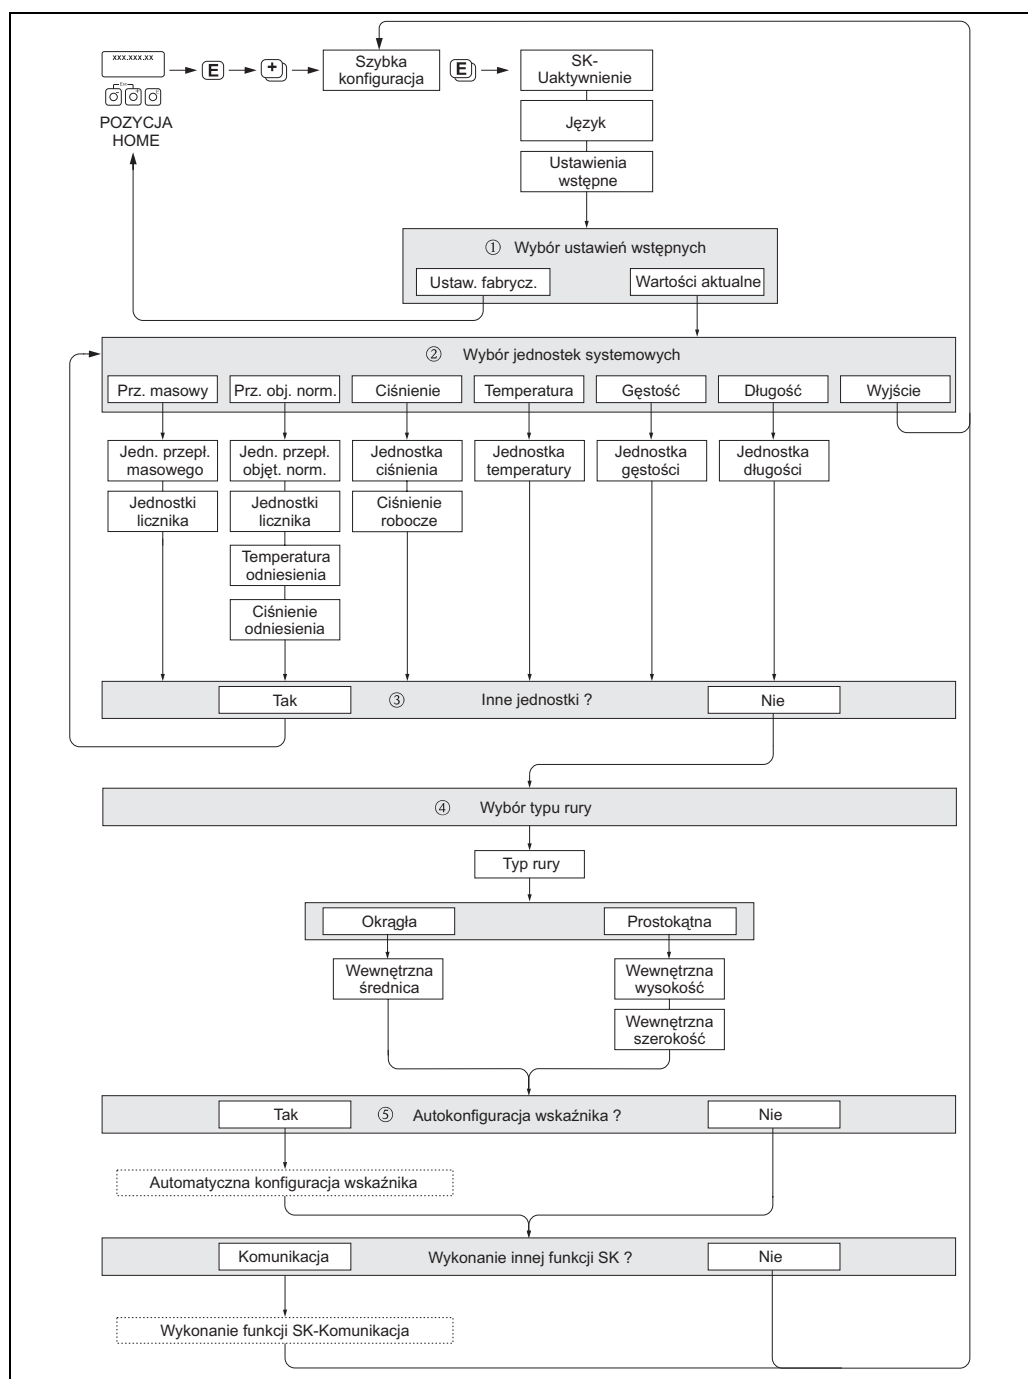 xxx.xxx.xx
Esc
E
+
Szybka
konfiguracja
E
SK-
Uaktywnienie
POZYCJA
HOME
Język
Ustawienia
wstępne
① Wybór ustawień wstępnych
Ustaw. fabrycz.
Wartości aktualne
② Wybór jednostek systemowych
Prz. masowy
Prz. obj. norm.
Ciśnienie
Temperatura
Gęstość
Długość
Wyjście
Jedn. przepł.
masowego
Jedn. przepł.
objęt. norm.
Jednostka
ciśnienia
Jednostka
temperatury
Jednostka
gęstości
Jednostka
długości
Jednostki
licznika
Jednostki
licznika
Ciśnienie
robocze
Temperatura
odniesienia
Ciśnienie
odniesienia
Tak
③ Inne jednostki ?
Nie
④ Wybór typu rury
Typ rury
Okrągła
Prostokątna
Wewnętrzna
średnica
Wewnętrzna
wysokość
Wewnętrzna
szerokość
Tak
⑤ Autokonfiguracja wskaźnika ?
Nie
Automatyczna konfiguracja wskaźnika
Komunikacja
Wykonanie innej funkcji SK ?
Nie
Wykonanie funkcji SK-Komunikacja